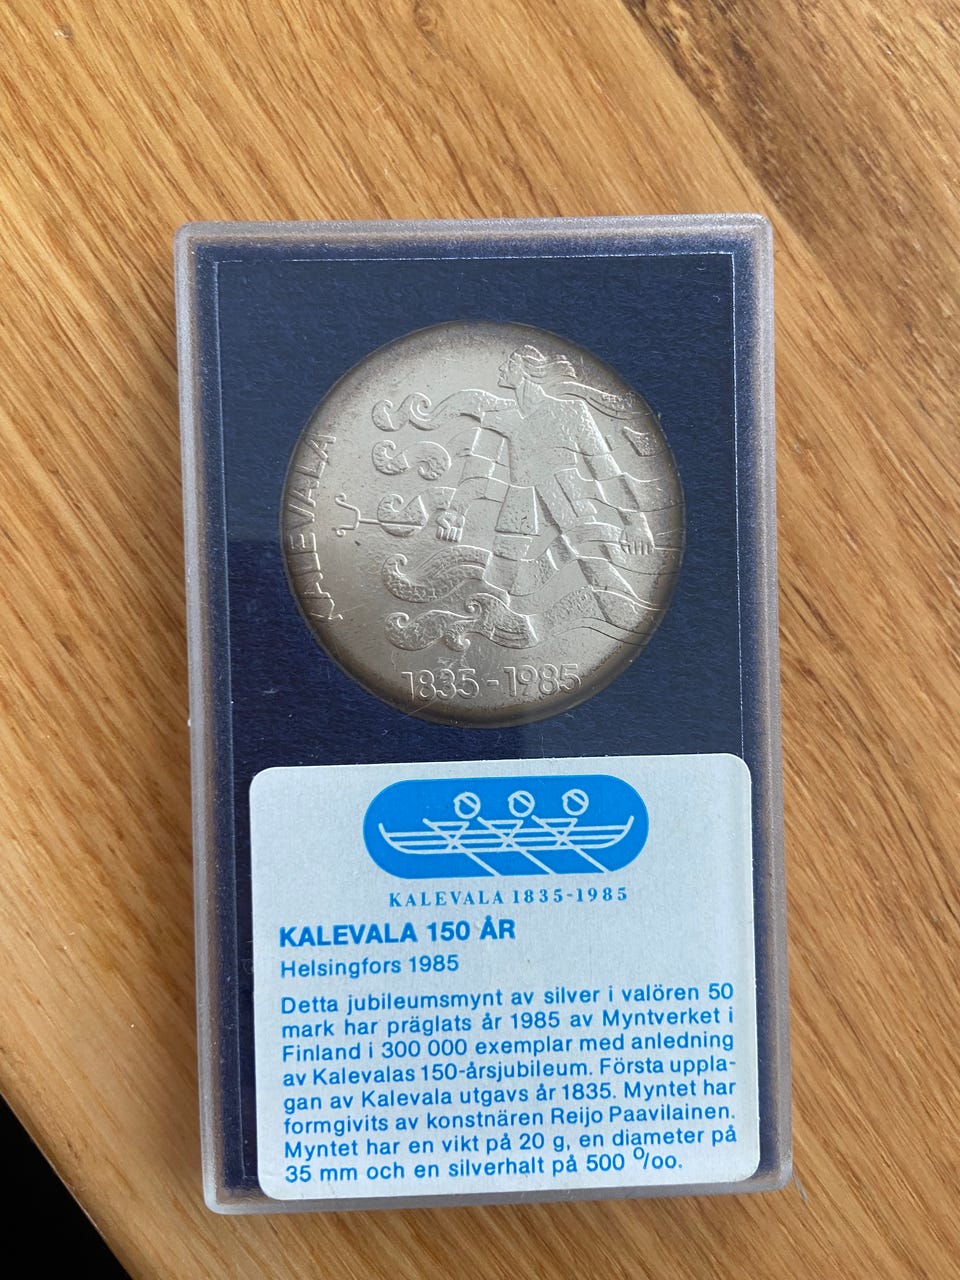 KALEVALA
1835-1985
KALEVALA 1835-1985
KALEVALA 150 ÅR
Helsingfors 1985
Detta jubileumsmynt av silver i valören 50
mark har präglats år 1985 av Myntverket i
Finland i 300 000 exemplar med anledning
av Kalevalas 150-årsjubileum. Första uppla-
gan av Kalevala utgavs år 1835. Myntet har
formgivits av konstnären Reijo Paavilainen.
Myntet har en vikt på 20 g, en diameter på
35 mm och en silverhalt på 500 º/oo.